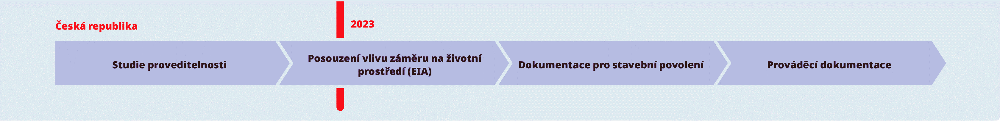 Česká republika
2023
Studie proveditelnosti
Posouzení vlivu záměru na životní
prostředí (EIA)
Dokumentace pro stavební povolení
Prováděcí dokumentace